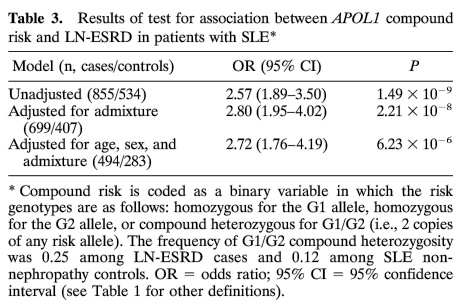 Table 3. Results of test for association between APOL1 compound
risk and LN-ESRD in patients with SLE*
Model (n, cases/controls) OR (95% CI) P
Unadjusted (855/534) 2.57 (1.89–3.50) 1.49 × 10⁻⁹
Adjusted for admixture 2.80 (1.95–4.02) 2.21 × 10⁻⁸
(699/407)
Adjusted for age, sex, and 2.72 (1.76–4.19) 6.23 × 10⁻⁶
admixture (494/283)
* Compound risk is coded as a binary variable in which the risk
genotypes are as follows: homozygous for the G1 allele, homozygous
for the G2 allele, or compound heterozygous for G1/G2 (i.e., 2 copies
of any risk allele). The frequency of G1/G2 compound heterozygosity
was 0.25 among LN-ESRD cases and 0.12 among SLE non-
nephropathy controls. OR = odds ratio; 95% CI = 95% confidence
interval (see Table 1 for other definitions).